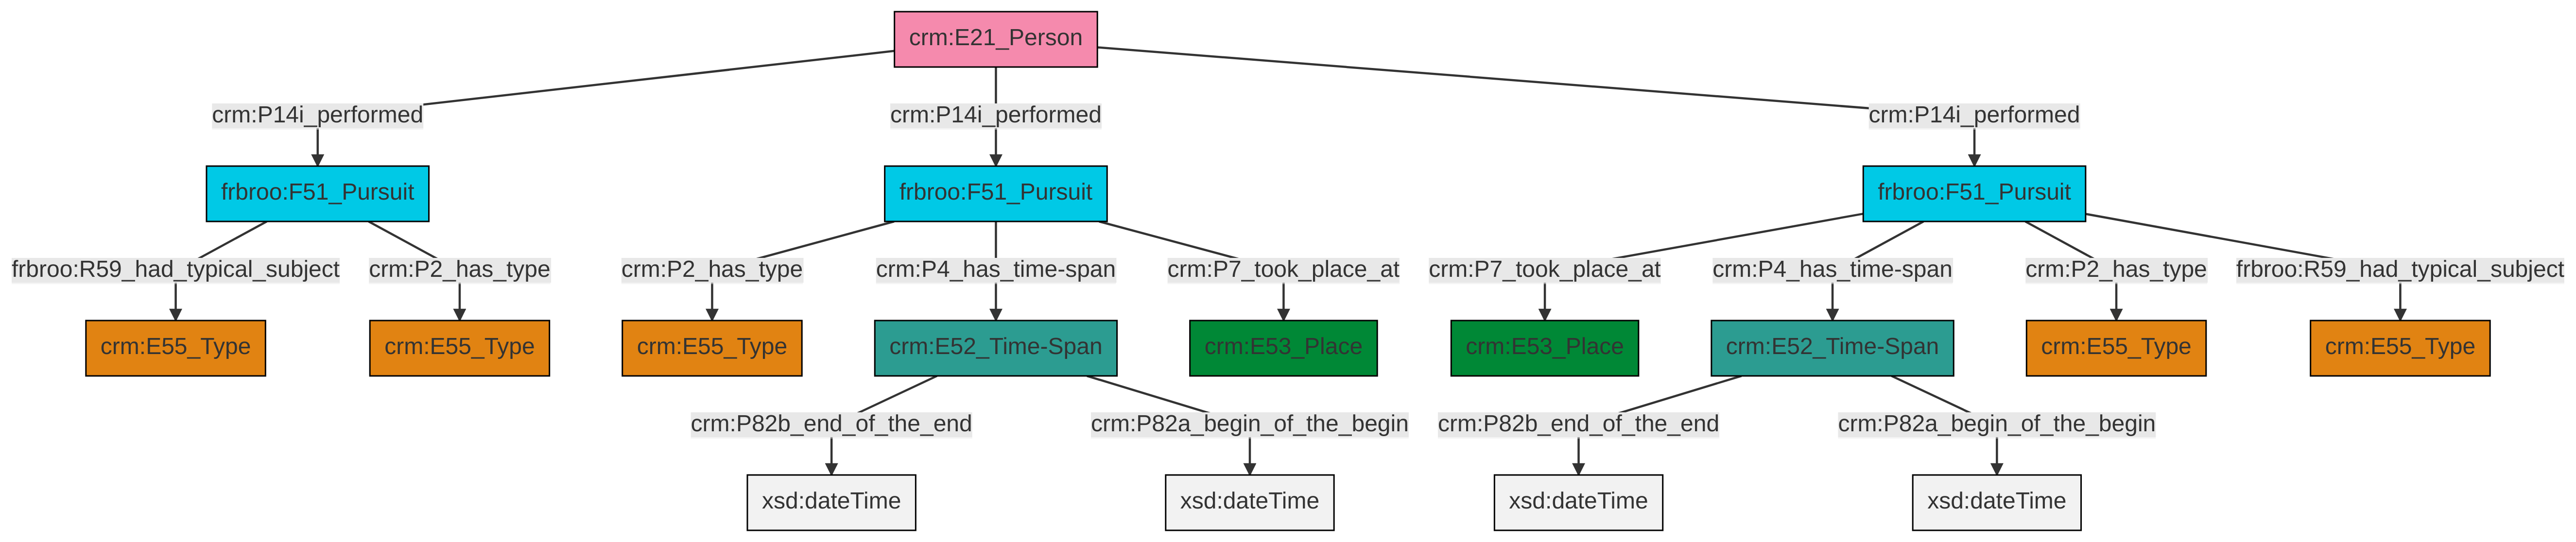 crm:E21_Person
crm:P14i_performed
crm:P14i_performed
crm:P14i_performed
frbroo:F51_Pursuit
frbroo:F51_Pursuit
frbroo:F51_Pursuit
frbroo:R59_had_typical_subject
crm:P2_has_type
crm:P2_has_type
crm:P4_has_time-span
crm:P7_took_place_at
crm:P7_took_place_at
crm:P4_has_time-span
crm:P2_has_type
frbroo:R59_had_typical_subject
crm:E55_Type
crm:E55_Type
crm:E55_Type
crm:E52_Time-Span
crm:E53_Place
crm:E53_Place
crm:E52_Time-Span
crm:E55_Type
crm:E55_Type
crm:P82b_end_of_the_end
crm:P82a_begin_of_the_begin
crm:P82b_end_of_the_end
crm:P82a_begin_of_the_begin
xsd:dateTime
xsd:dateTime
xsd:dateTime
xsd:dateTime